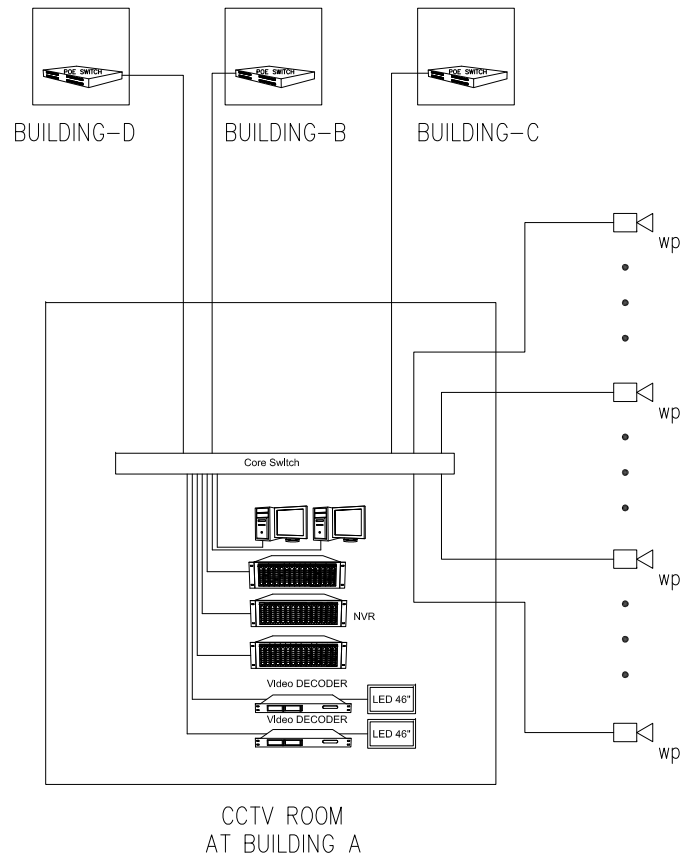 POE SWITCH
POE SWITCH
POE SWITCH
BUILDING-D
BUILDING-B
BUILDING-C
wp
wp
Core Switch
wp
NVR
Video DECODER
LED 46"
Video DECODER
LED 46"
wp
CCTV ROOM
AT BUILDING A